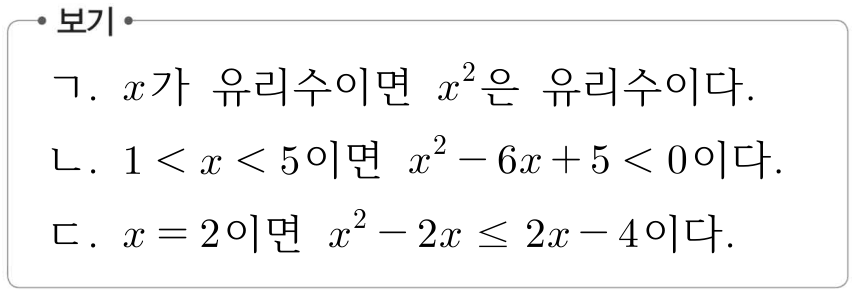 보기
ㄱ. x가 유리수이면 x²은 유리수이다.
ㄴ. 1 < x < 5이면 x² − 6x + 5 < 0이다.
ㄷ. x = 2이면 x² − 2x ≤ 2x − 4이다.